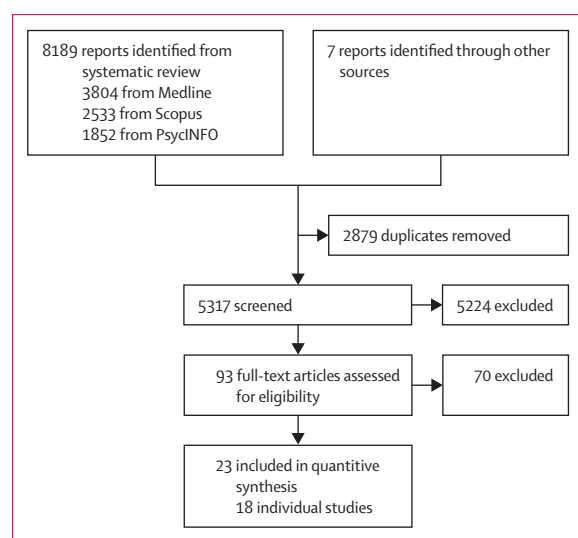 8189 reports identified from
systematic review
3804 from Medline
2533 from Scopus
1852 from PsycINFO
7 reports identified through other
sources
2879 duplicates removed
5317 screened
5224 excluded
93 full-text articles assessed
for eligibility
70 excluded
23 included in quantitive
synthesis
18 individual studies